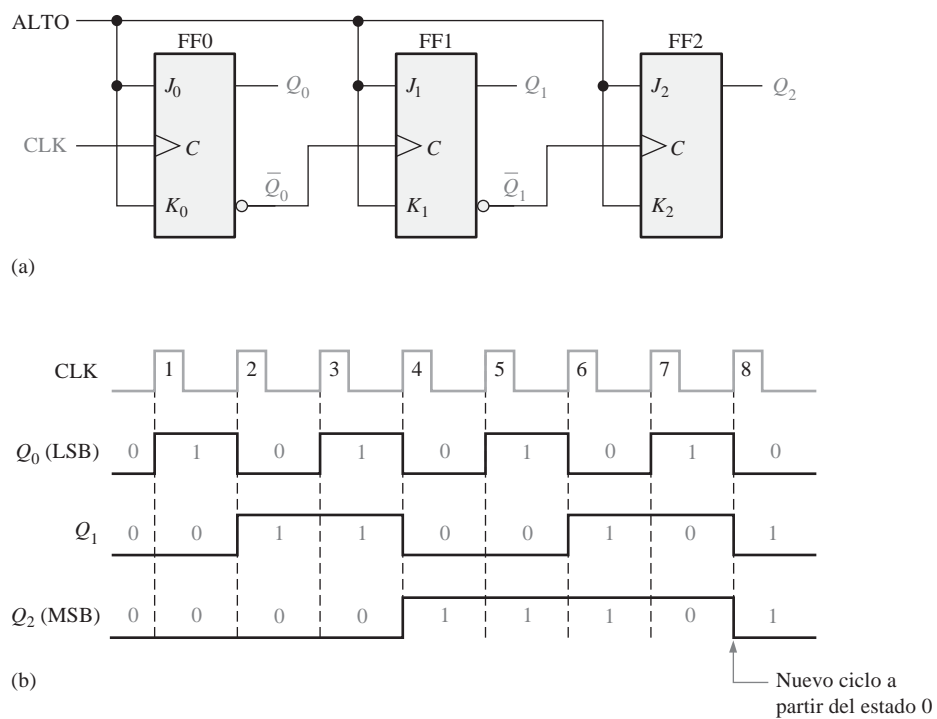 ALTO
FF0 FF1 FF2
J0 Q0 J1 Q1 J2 Q2
CLK C C C
K0 Q̅0 K1 Q̅1 K2
(a)
CLK 1 2 3 4 5 6 7 8
Q0 (LSB) 0 1 0 1 0 1 0 1 0
Q1 0 0 1 1 0 0 1 0 1
Q2 (MSB) 0 0 0 0 1 1 1 0 1
(b)
Nuevo ciclo a
partir del estado 0